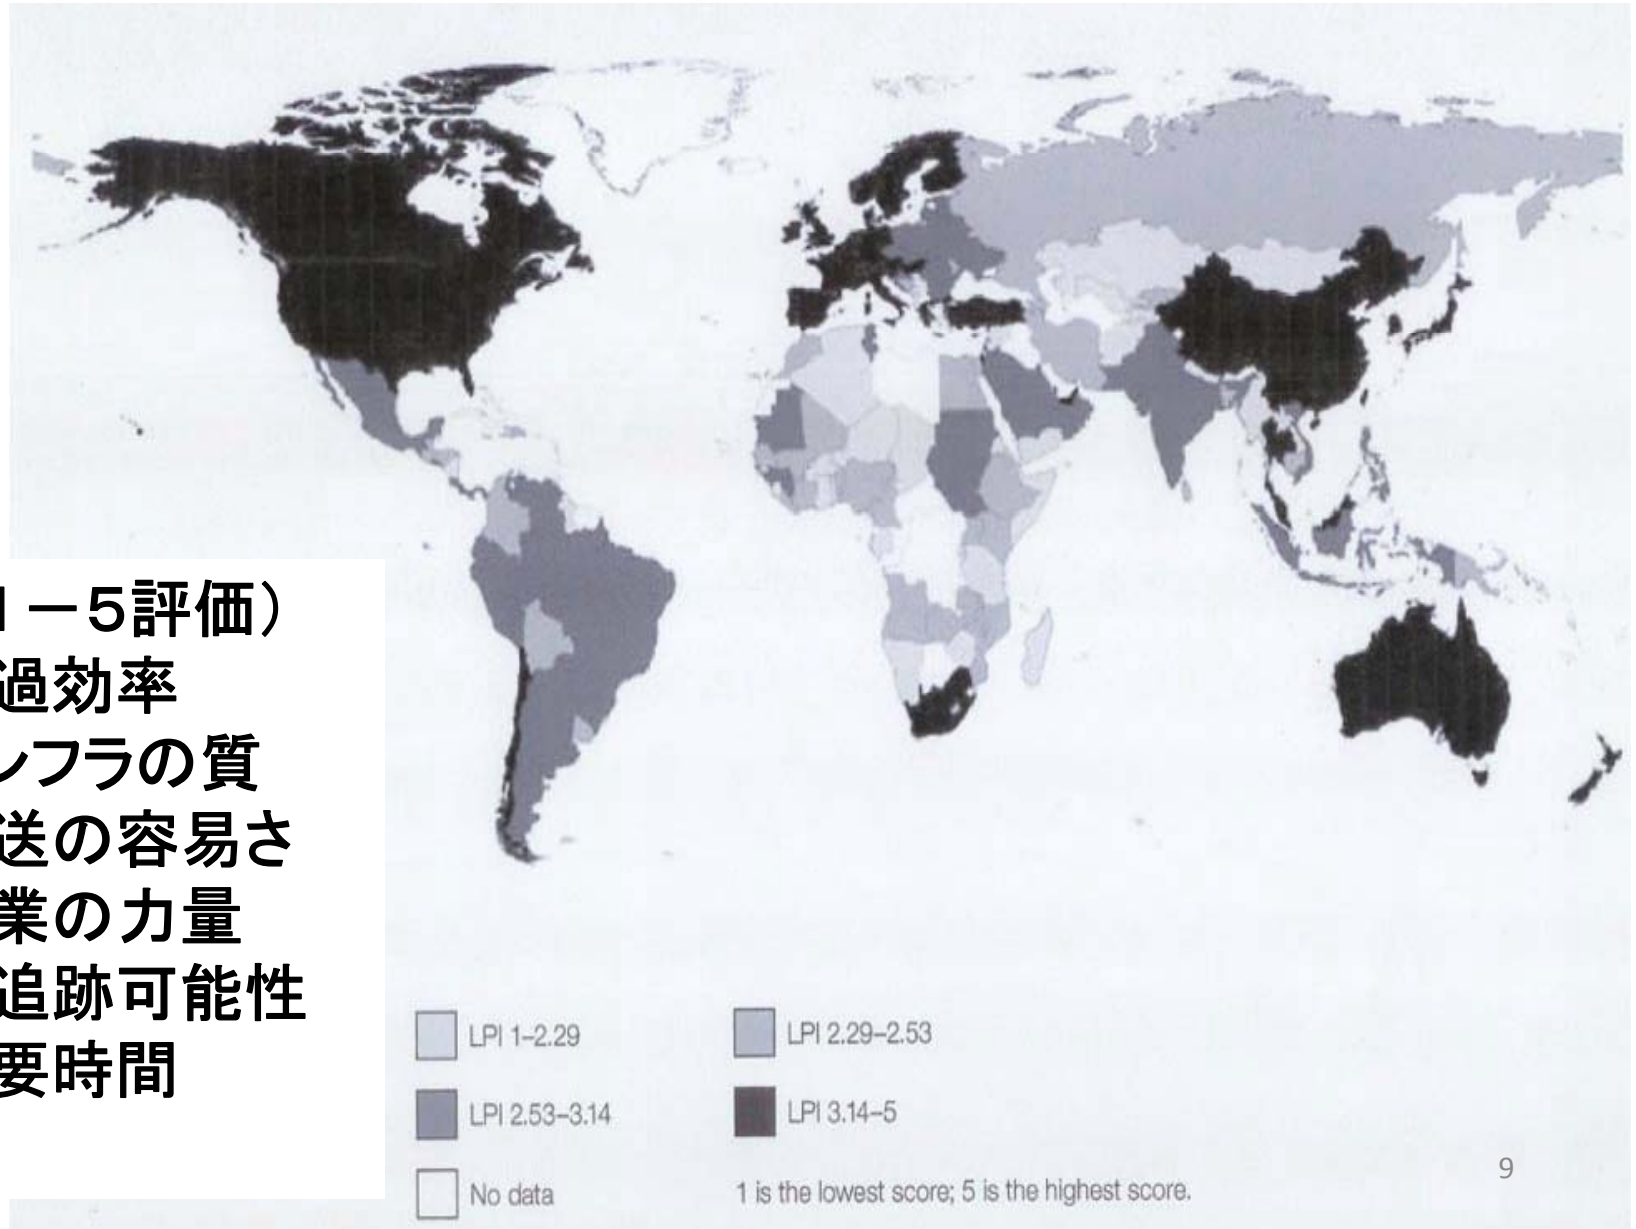 1－5評価）
過効率
ンフラの質
送の容易さ
業の力量
追跡可能性
要時間
LPI 1–2.29
LPI 2.29–2.53
LPI 2.53–3.14
LPI 3.14–5
No data
1 is the lowest score; 5 is the highest score.
9